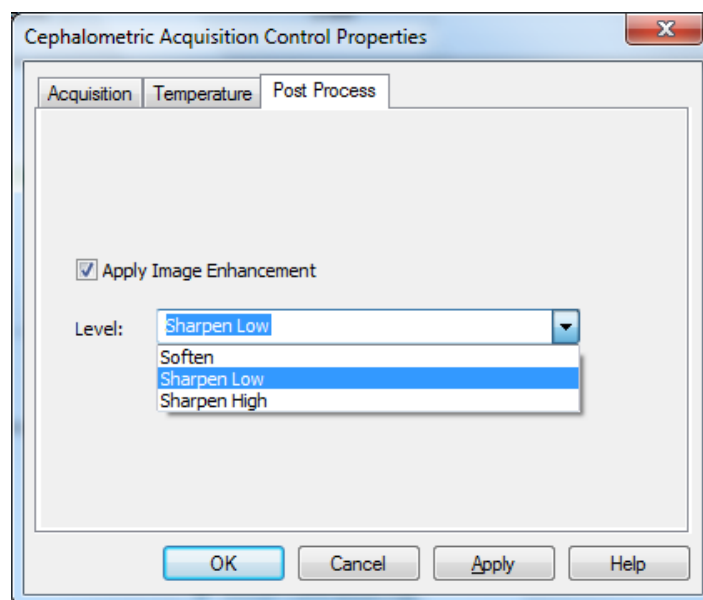 Cephalometric Acquisition Control Properties
Acquisition Temperature Post Process
Apply Image Enhancement
Level: Sharpen Low
Soften
Sharpen Low
Sharpen High
OK Cancel Apply Help